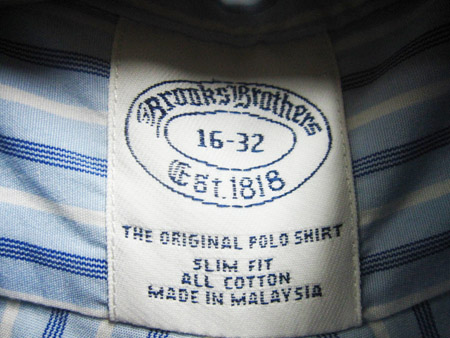 Brooks Brothers
16-32
Est. 1818
THE ORIGINAL POLO SHIRT
SLIM FIT
ALL COTTON
MADE IN MALAYSIA